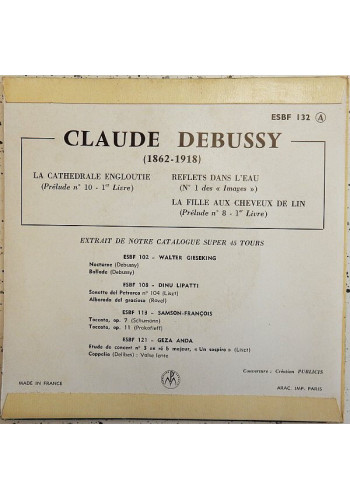 ESBF 132 A
CLAUDE DEBUSSY
(1862-1918)
LA CATHEDRALE ENGLOUTIE
(Prélude n° 10 - 1er Livre)
REFLETS DANS L'EAU
(N° 1 des « Images »)
LA FILLE AUX CHEVEUX DE LIN
(Prélude n° 8 - 1er Livre)
EXTRAIT DE NOTRE CATALOGUE SUPER 45 TOURS
ESBF 102 - WALTER GIESEKING
Nocturne (Debussy)
Ballade (Debussy)
ESBF 108 - DINU LIPATTI
Sonetto del Petrarca n° 104 (Liszt)
Alborada del gracioso (Ravel)
ESBF 118 - SAMSON-FRANÇOIS
Toccata, op. 7 (Schumann)
Toccata, op. 11 (Prokofieff)
ESBF 121 - GEZA ANDA
Etude de concert n° 3 en ré b majeur, « Un sospiro » (Liszt)
Coppelia (Delibes) : Valse lente
Couverture : Création PUBLICIS
MADE IN FRANCE
ARAC. IMP. PARIS